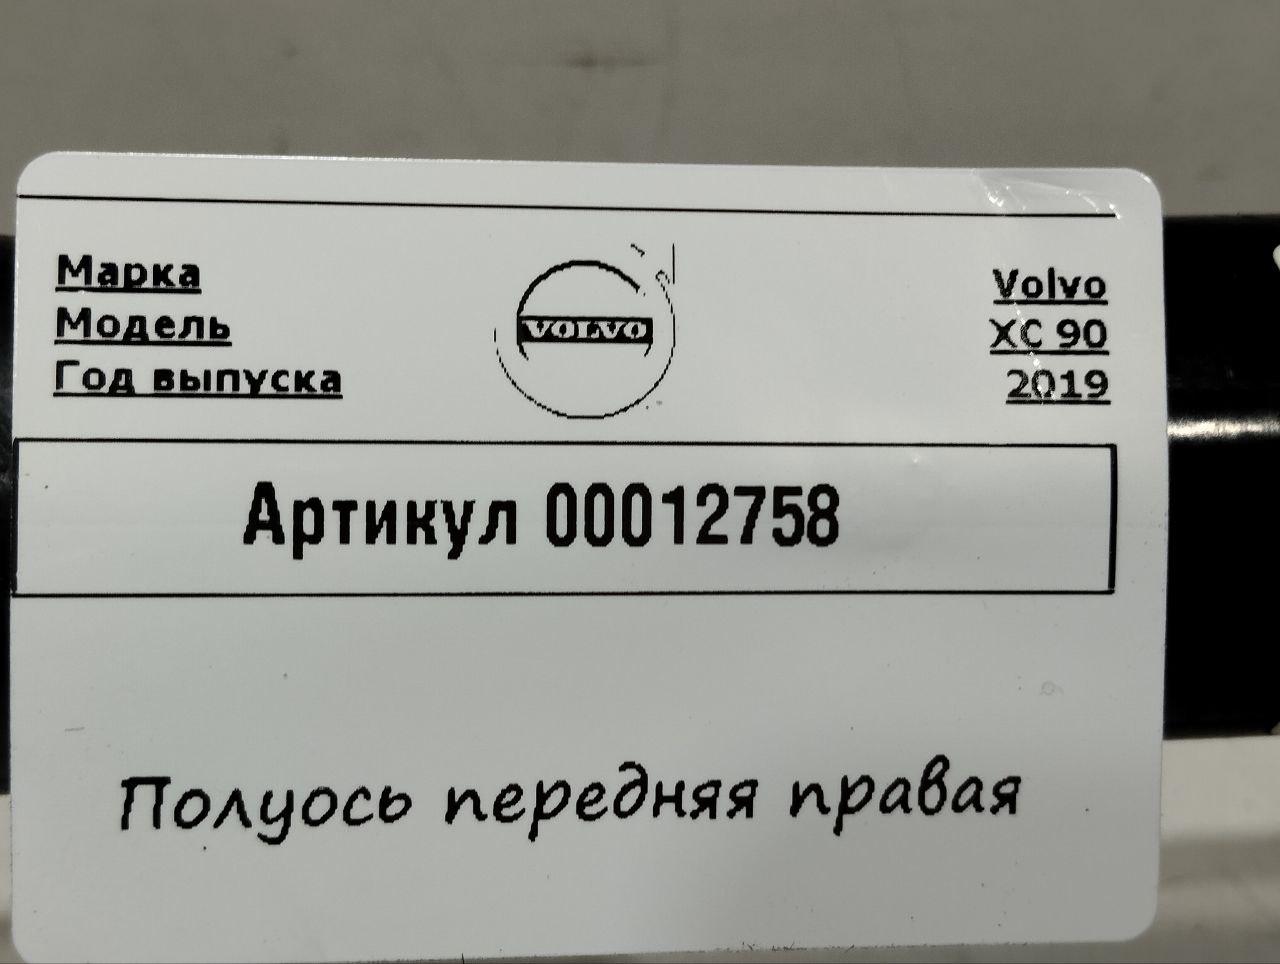 Марка
Модель
Год выпуска
VOLVO
Volvo
XC 90
2019
Артикул 00012758
Полуось передняя правая